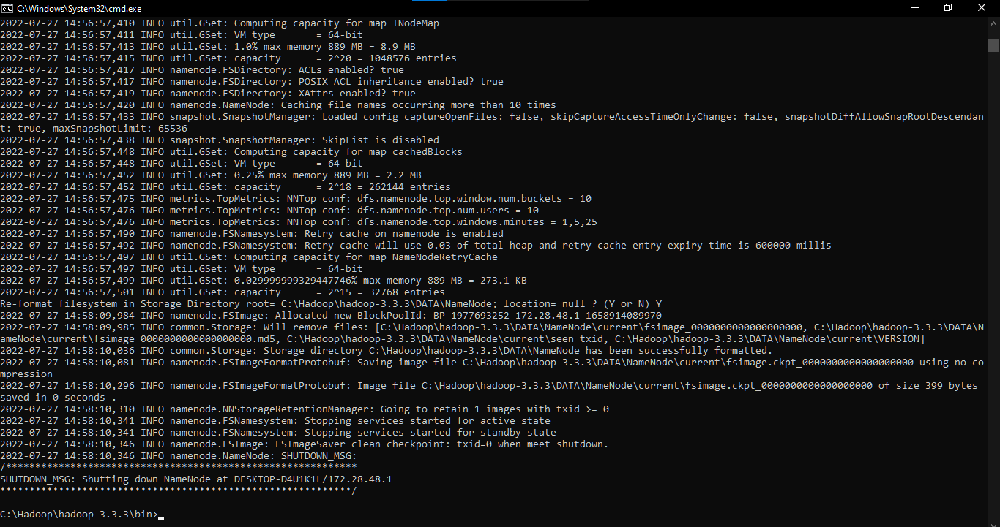 C:\Windows\System32\cmd.exe
2022-07-27 14:56:57,410 INFO util.GSet: Computing capacity for map INodeMap
2022-07-27 14:56:57,411 INFO util.GSet: VM type       = 64-bit
2022-07-27 14:56:57,413 INFO util.GSet: 1.0% max memory 889 MB = 8.9 MB
2022-07-27 14:56:57,415 INFO util.GSet: capacity      = 2^20 = 1048576 entries
2022-07-27 14:56:57,417 INFO namenode.FSDirectory: ACLs enabled? true
2022-07-27 14:56:57,417 INFO namenode.FSDirectory: POSIX ACL inheritance enabled? true
2022-07-27 14:56:57,419 INFO namenode.FSDirectory: XAttrs enabled? true
2022-07-27 14:56:57,420 INFO namenode.NameNode: Caching file names occurring more than 10 times
2022-07-27 14:56:57,433 INFO snapshot.SnapshotManager: Loaded config captureOpenFiles: false, skipCaptureAccessTimeOnlyChange: false, snapshotDiffAllowSnapRootDescendan
t: true, maxSnapshotLimit: 65536
2022-07-27 14:56:57,438 INFO snapshot.SnapshotManager: SkipList is disabled
2022-07-27 14:56:57,448 INFO util.GSet: Computing capacity for map cachedBlocks
2022-07-27 14:56:57,448 INFO util.GSet: VM type       = 64-bit
2022-07-27 14:56:57,452 INFO util.GSet: 0.25% max memory 889 MB = 2.2 MB
2022-07-27 14:56:57,452 INFO util.GSet: capacity      = 2^18 = 262144 entries
2022-07-27 14:56:57,475 INFO metrics.TopMetrics: NNTop conf: dfs.namenode.top.window.num.buckets = 10
2022-07-27 14:56:57,476 INFO metrics.TopMetrics: NNTop conf: dfs.namenode.top.num.users = 10
2022-07-27 14:56:57,476 INFO metrics.TopMetrics: NNTop conf: dfs.namenode.top.windows.minutes = 1,5,25
2022-07-27 14:56:57,490 INFO namenode.FSNamesystem: Retry cache on namenode is enabled
2022-07-27 14:56:57,492 INFO namenode.FSNamesystem: Retry cache will use 0.03 of total heap and retry cache entry expiry time is 600000 millis
2022-07-27 14:56:57,497 INFO util.GSet: Computing capacity for map NameNodeRetryCache
2022-07-27 14:56:57,497 INFO util.GSet: VM type       = 64-bit
2022-07-27 14:56:57,499 INFO util.GSet: 0.029999999329447746% max memory 889 MB = 273.1 KB
2022-07-27 14:56:57,501 INFO util.GSet: capacity      = 2^15 = 32768 entries
Re-format filesystem in Storage Directory root= C:\Hadoop\hadoop-3.3.3\DATA\NameNode; location= null ? (Y or N) Y
2022-07-27 14:58:09,984 INFO namenode.FSImage: Allocated new BlockPoolId: BP-1977693252-172.28.48.1-1658914089970
2022-07-27 14:58:09,985 INFO common.Storage: Will remove files: [C:\Hadoop\hadoop-3.3.3\DATA\NameNode\current\fsimage_0000000000000000000, C:\Hadoop\hadoop-3.3.3\DATA\N
ameNode\current\fsimage_0000000000000000000.md5, C:\Hadoop\hadoop-3.3.3\DATA\NameNode\current\seen_txid, C:\Hadoop\hadoop-3.3.3\DATA\NameNode\current\VERSION]
2022-07-27 14:58:10,036 INFO common.Storage: Storage directory C:\Hadoop\hadoop-3.3.3\DATA\NameNode has been successfully formatted.
2022-07-27 14:58:10,081 INFO namenode.FSImageFormatProtobuf: Saving image file C:\Hadoop\hadoop-3.3.3\DATA\NameNode\current\fsimage.ckpt_0000000000000000000 using no co
mpression
2022-07-27 14:58:10,296 INFO namenode.FSImageFormatProtobuf: Image file C:\Hadoop\hadoop-3.3.3\DATA\NameNode\current\fsimage.ckpt_0000000000000000000 of size 399 bytes
saved in 0 seconds .
2022-07-27 14:58:10,310 INFO namenode.NNStorageRetentionManager: Going to retain 1 images with txid >= 0
2022-07-27 14:58:10,341 INFO namenode.FSNamesystem: Stopping services started for active state
2022-07-27 14:58:10,341 INFO namenode.FSNamesystem: Stopping services started for standby state
2022-07-27 14:58:10,346 INFO namenode.FSImage: FSImageSaver clean checkpoint: txid=0 when meet shutdown.
2022-07-27 14:58:10,346 INFO namenode.NameNode: SHUTDOWN_MSG:
/************************************************************
SHUTDOWN_MSG: Shutting down NameNode at DESKTOP-D4U1K1L/172.28.48.1
************************************************************/
C:\Hadoop\hadoop-3.3.3\bin>